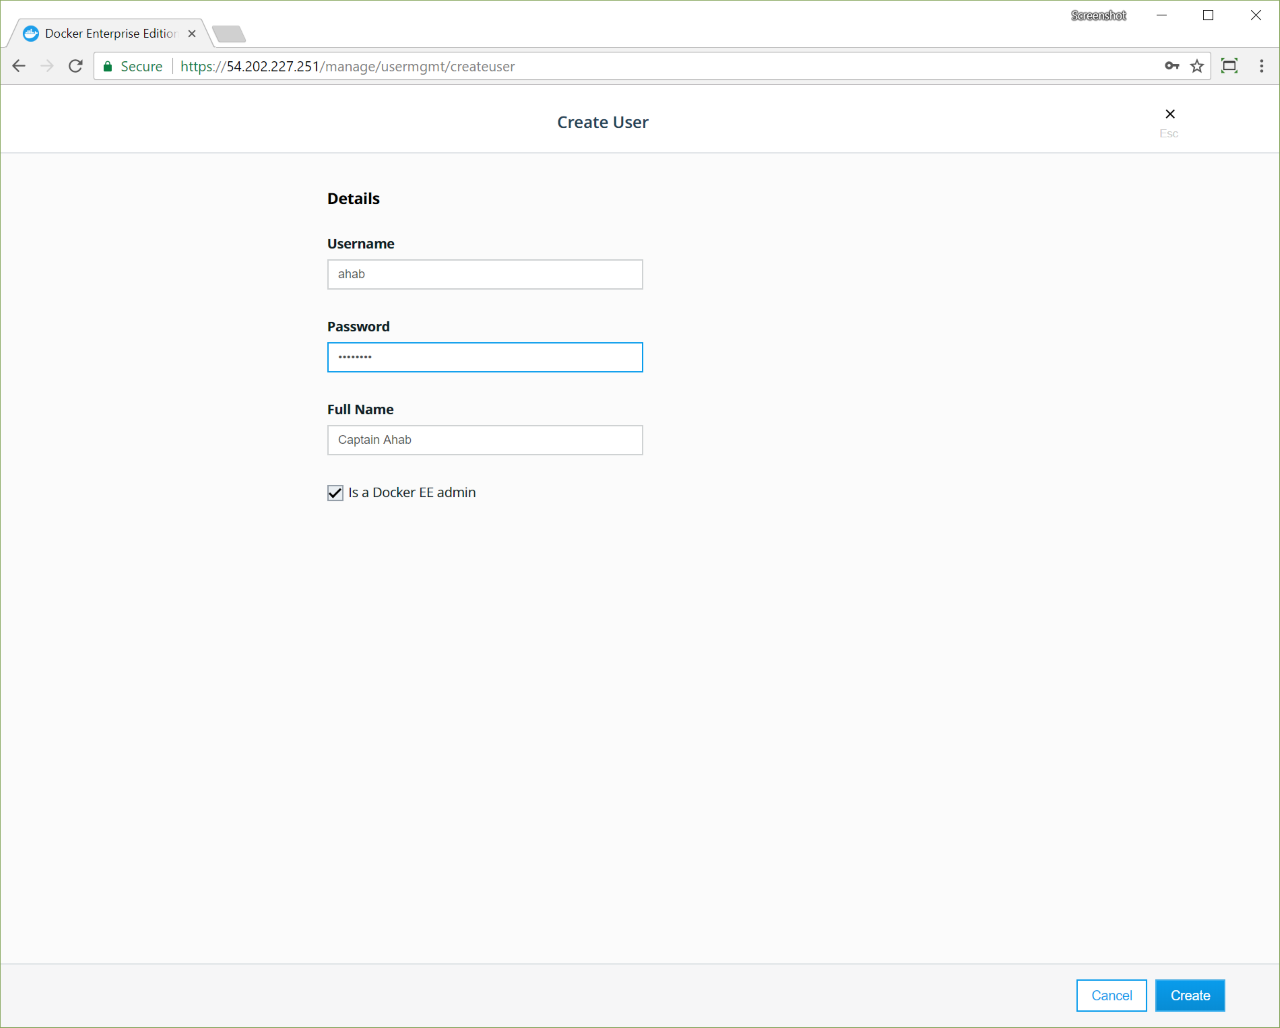 Screenshot
Docker Enterprise Edition
Secure https://54.202.227.251/manage/usermgmt/createuser
Create User
Esc
Details
Username
ahab
Password
••••••••
Full Name
Captain Ahab
Is a Docker EE admin
Cancel Create